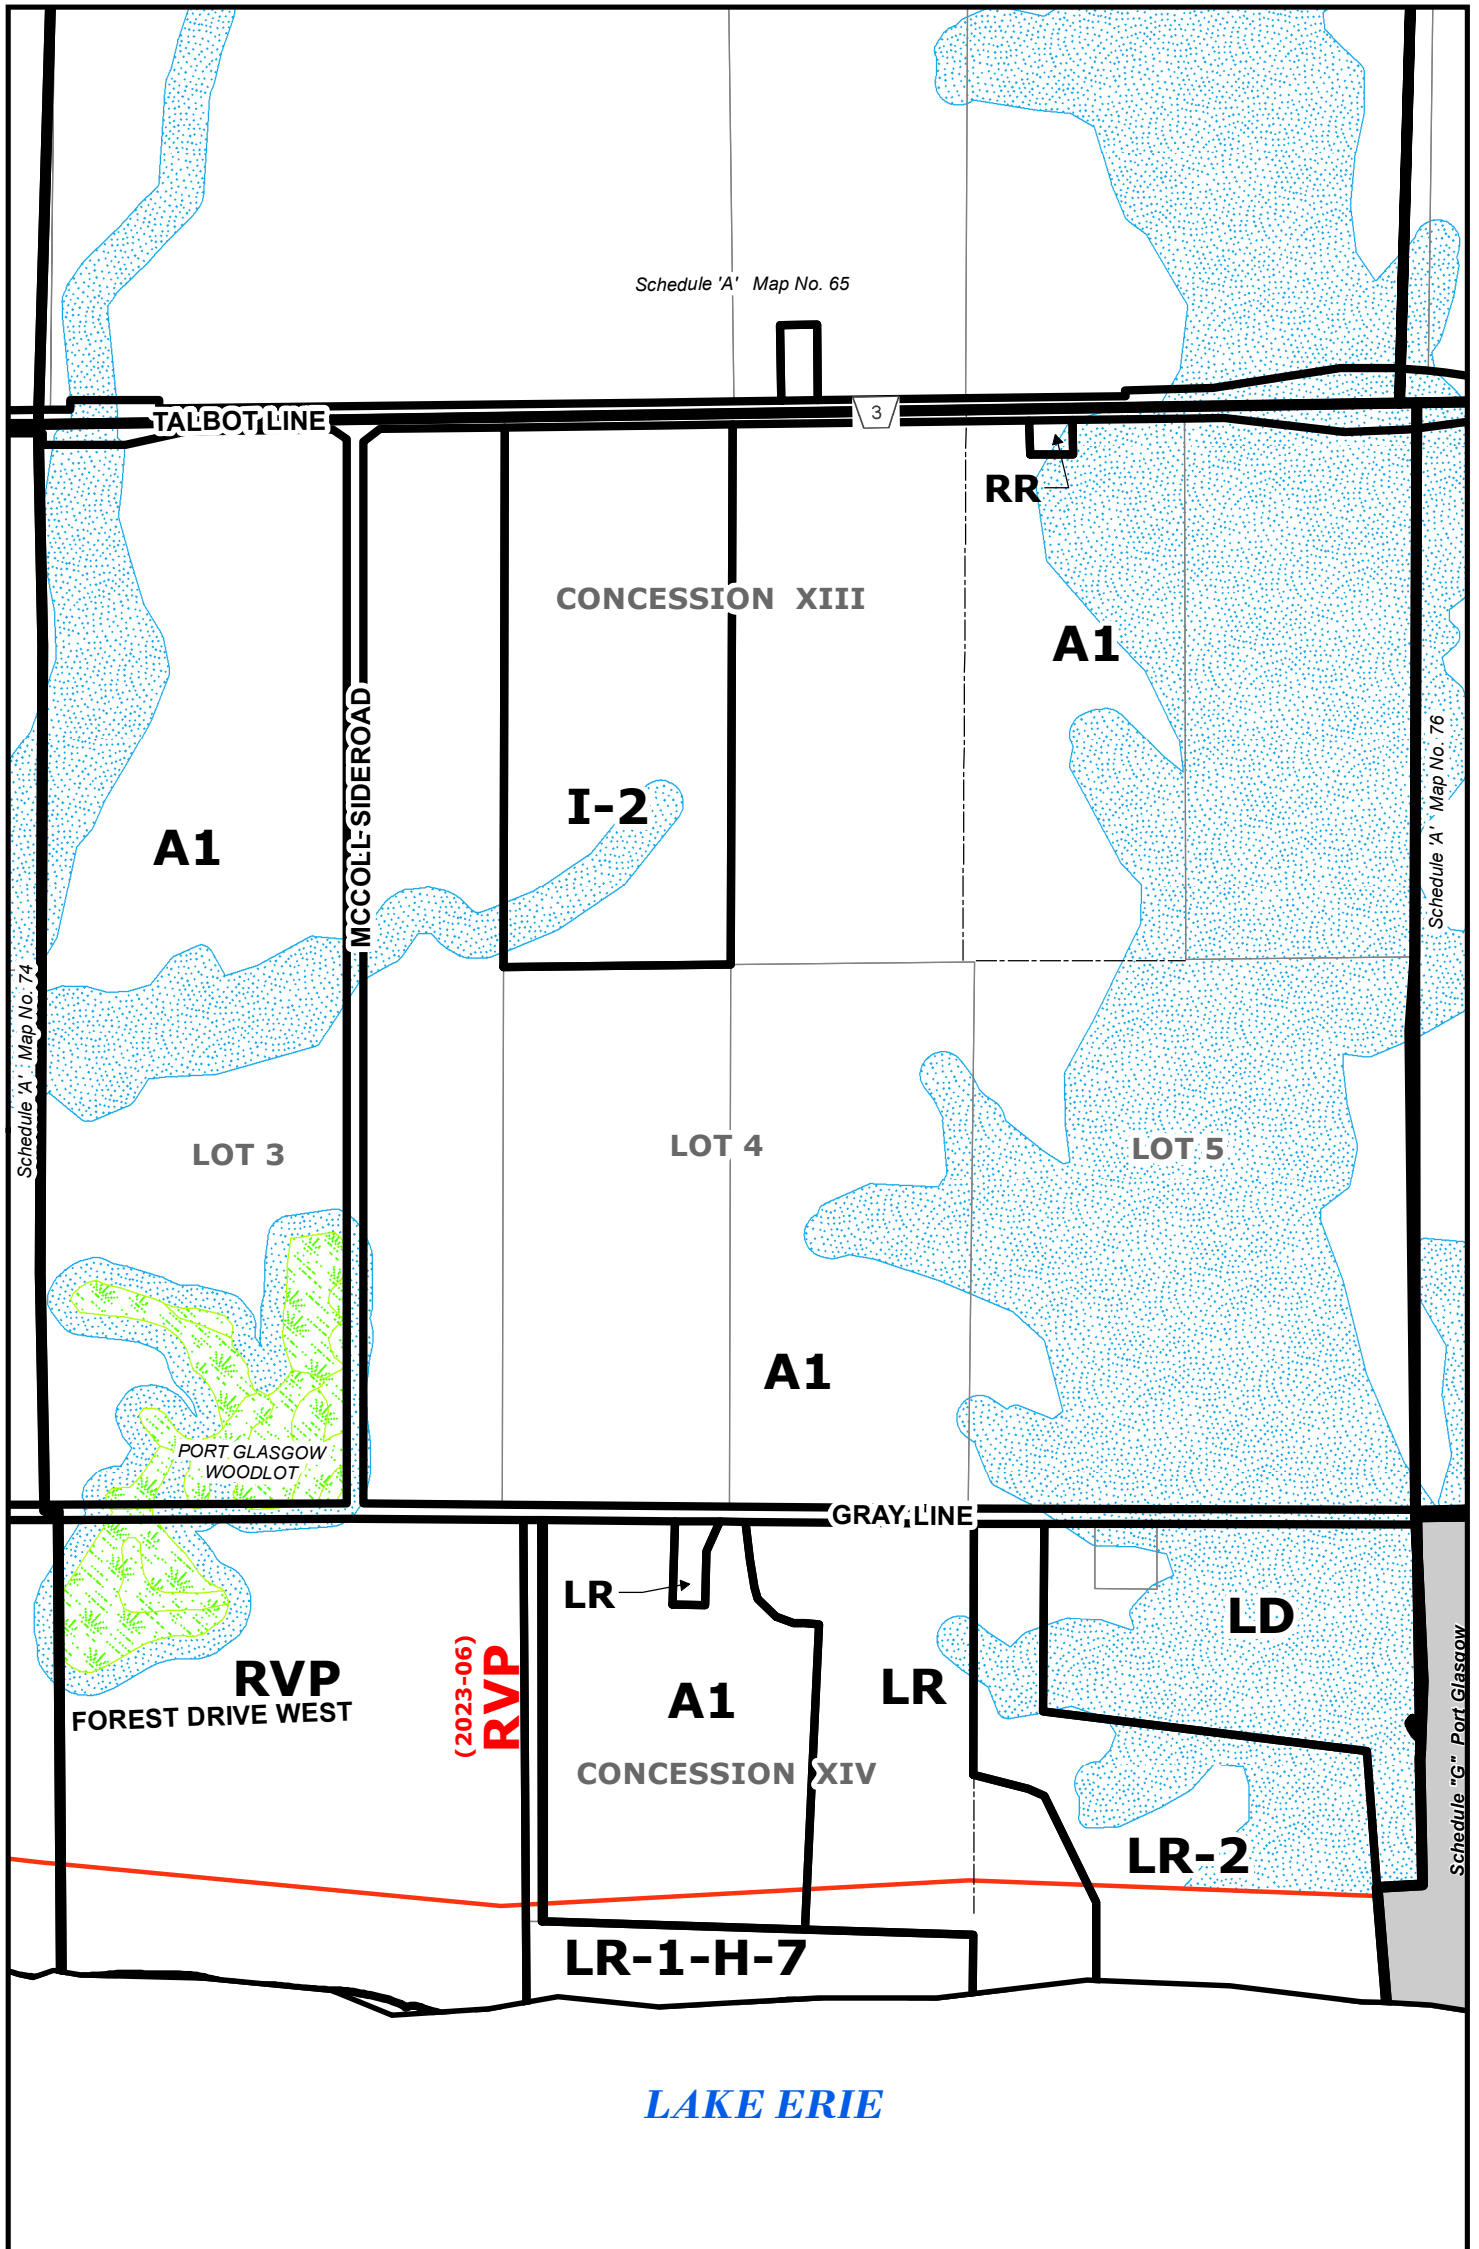 Schedule 'A'   Map No. 65
TALBOT LINE
3
RR
CONCESSION  XIII
A1
MCCOLL SIDEROAD
I-2
A1
Schedule 'A'   Map No. 76
Schedule 'A'   Map No. 74
LOT 3
LOT 4
LOT 5
A1
PORT GLASGOW
WOODLOT
GRAY LINE
LR
LD
RVP
FOREST DRIVE WEST
(2023-06)
RVP
A1
LR
CONCESSION  XIV
Schedule "G"  Port Glasgow
LR-2
LR-1-H-7
LAKE ERIE